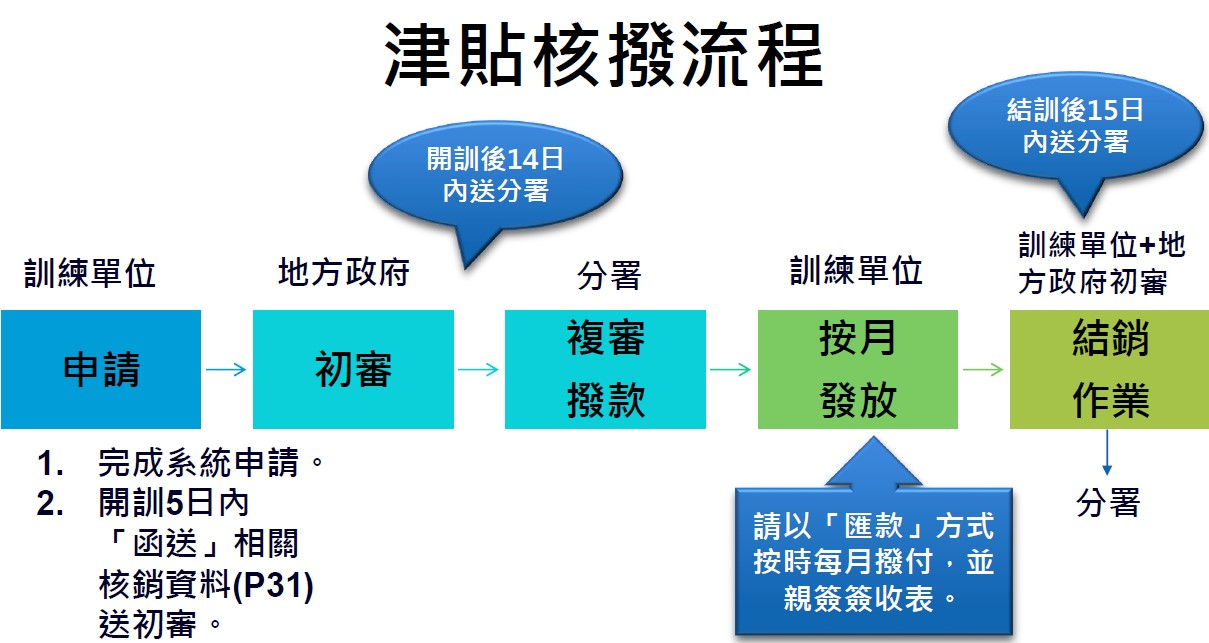 津貼核撥流程
開訓後14日
內送分署
結訓後15日
內送分署
訓練單位
地方政府
分署
訓練單位
訓練單位+地
方政府初審
申請
初審
複審
撥款
按月
發放
結銷
作業
1. 完成系統申請。
2. 開訓5日內
「函送」相關
核銷資料(P31)
送初審。
請以「匯款」方式
按時每月撥付，並
親簽簽收表。
分署